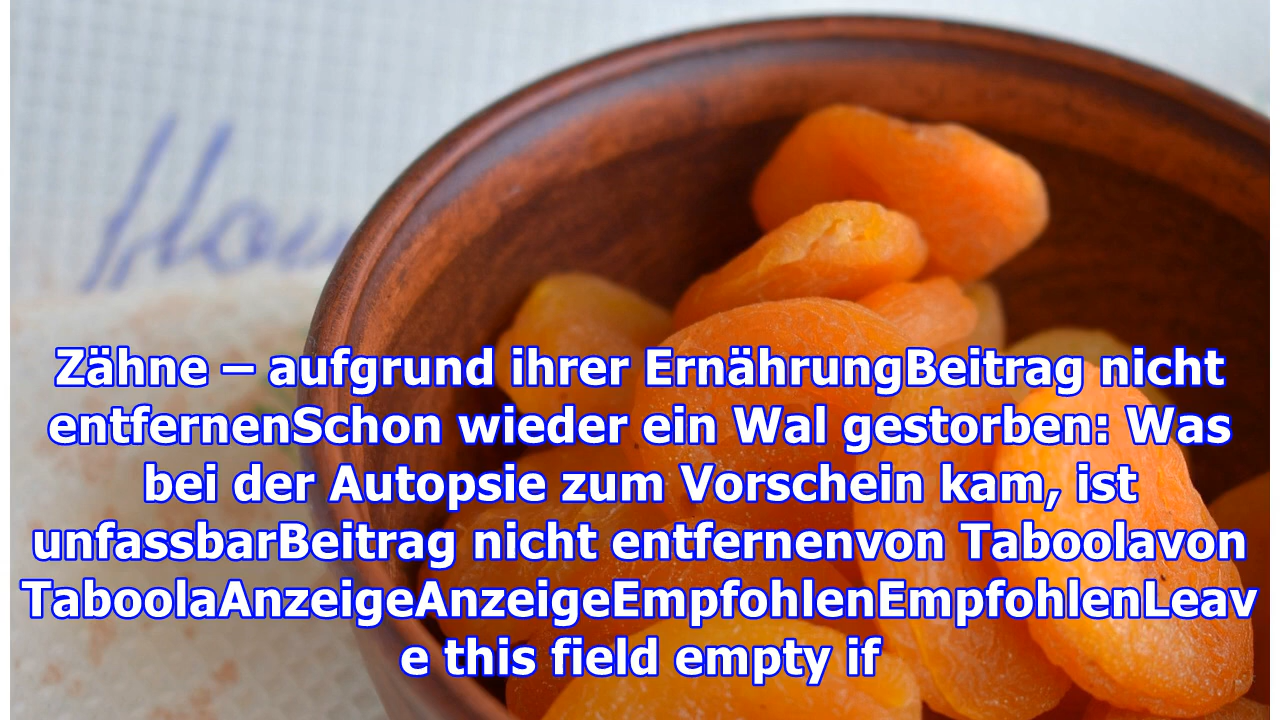 Zähne – aufgrund ihrer ErnährungBeitrag nicht
entfernenSchon wieder ein Wal gestorben: Was
bei der Autopsie zum Vorschein kam, ist
unfassbarBeitrag nicht entfernenvon Taboolavon
TaboolaAnzeigeAnzeigeEmpfohlenEmpfohlenLeav
e this field empty if